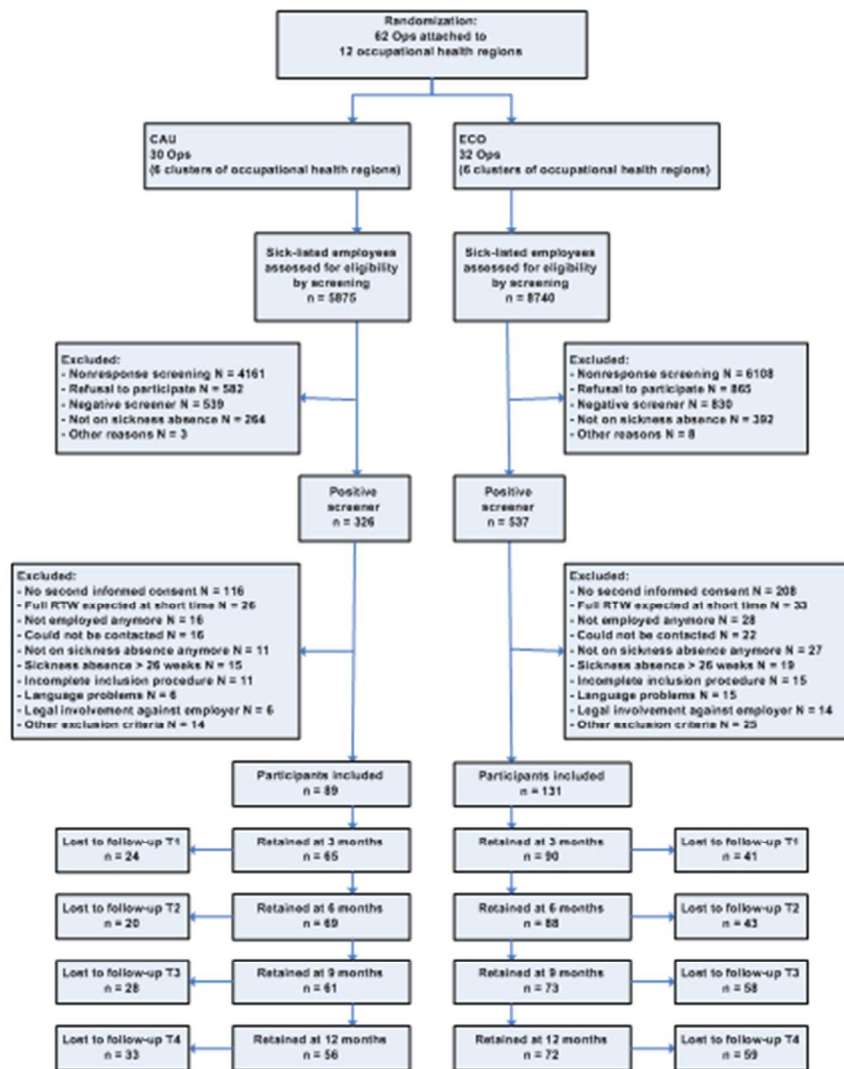 Randomization:
62 Ops attached to
12 occupational health regions
CAU
30 Ops
(6 clusters of occupational health regions)
ECO
32 Ops
(6 clusters of occupational health regions)
Sick-listed employees
assessed for eligibility
by screening
n = 5875
Sick-listed employees
assessed for eligibility
by screening
n = 8740
Excluded:
- Nonresponse screening N = 4161
- Refusal to participate N = 582
- Negative screener N = 539
- Not on sickness absence N = 264
- Other reasons N = 3
Excluded:
- Nonresponse screening N = 6108
- Refusal to participate N = 865
- Negative screener N = 830
- Not on sickness absence N = 392
- Other reasons N = 8
Positive
screener
n = 326
Positive
screener
n = 537
Excluded:
- No second informed consent N = 116
- Full RTW expected at short time N = 26
- Not employed anymore N = 16
- Could not be contacted N = 16
- Not on sickness absence anymore N = 11
- Sickness absence > 26 weeks N = 15
- Incomplete inclusion procedure N = 11
- Language problems N = 6
- Legal involvement against employer N = 6
- Other exclusion criteria N = 14
Excluded:
- No second informed consent N = 208
- Full RTW expected at short time N = 33
- Not employed anymore N = 28
- Could not be contacted N = 22
- Not on sickness absence anymore N = 27
- Sickness absence > 26 weeks N = 19
- Incomplete inclusion procedure N = 15
- Language problems N = 15
- Legal involvement against employer N = 14
- Other exclusion criteria N = 25
Participants included
n = 89
Participants included
n = 131
Lost to follow-up T1
n = 24
Retained at 3 months
n = 65
Retained at 3 months
n = 90
Lost to follow-up T1
n = 41
Lost to follow-up T2
n = 20
Retained at 6 months
n = 69
Retained at 6 months
n = 88
Lost to follow-up T2
n = 43
Lost to follow-up T3
n = 28
Retained at 9 months
n = 61
Retained at 9 months
n = 73
Lost to follow-up T3
n = 58
Lost to follow-up T4
n = 33
Retained at 12 months
n = 56
Retained at 12 months
n = 72
Lost to follow-up T4
n = 59